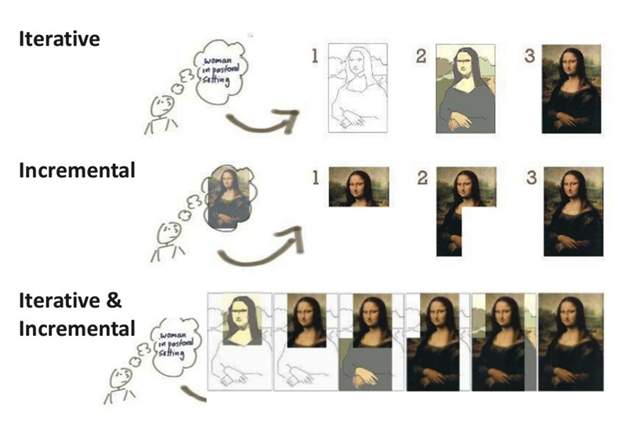 Iterative
woman
in pastoral
setting
1
2
3
Incremental
1
2
3
Iterative &
Incremental
woman
in pastoral
setting